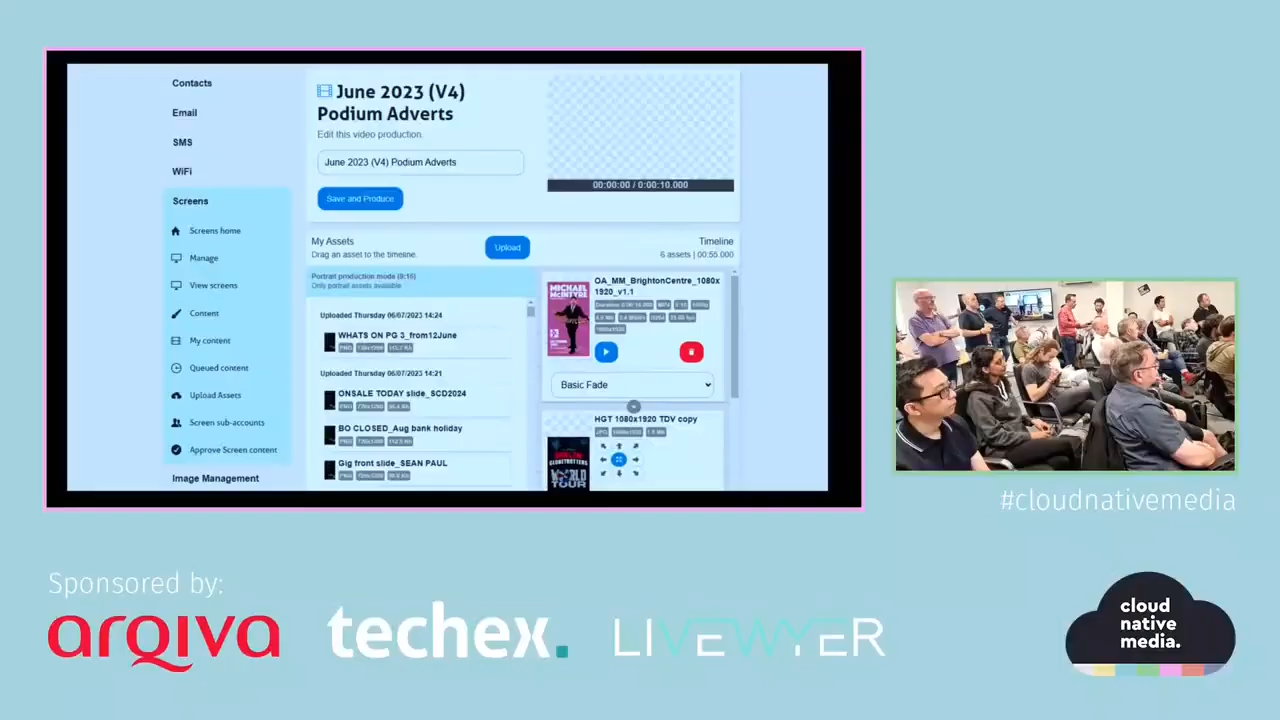 Contacts
Email
SMS
WiFi
Screens
Screens home
Manage
View screens
Content
My content
Queued content
Upload Assets
Screen sub-accounts
Approve Screen content
Image Management
June 2023 (V4)
Podium Adverts
Edit this video production.
June 2023 (V4) Podium Adverts
Save and Produce
00:00:00 / 0:00:10.000
My Assets
Drag an asset to the timeline.
Upload
Timeline
6 assets | 00:55.000
Portrait production mode (9:16)
Only portrait assets available
Uploaded Thursday 06/07/2023 14:24
WHATS ON PG 3_from12June
Uploaded Thursday 06/07/2023 14:21
ONSALE TODAY slide_SCD2024
BO CLOSED_Aug bank holiday
Gig front slide_SEAN PAUL
MICHAEL
McINTYRE
OA_MM_BrightonCentre_1080x
1920_v1.1
Basic Fade
HGT 1080x1920 TDV copy
WORLD
TOUR
#cloudnativemedia
Sponsored by:
arqiva
techex.
LIVEWYER
cloud
native
media.